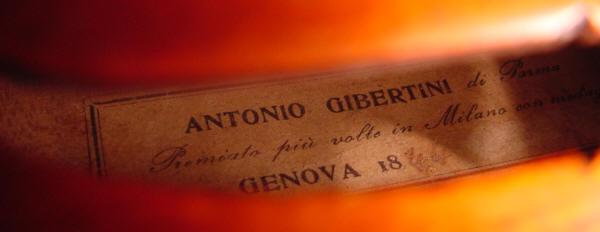 ANTONIO GIBERTINI di Parma
Premiato più volte in Milano con
GENOVA 18